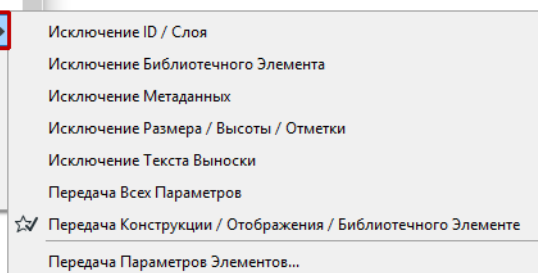 Исключение ID / Слоя
Исключение Библиотечного Элемента
Исключение Метаданных
Исключение Размера / Высоты / Отметки
Исключение Текста Выноски
Передача Всех Параметров
Передача Конструкции / Отображения / Библиотечного Элементе
Передача Параметров Элементов...